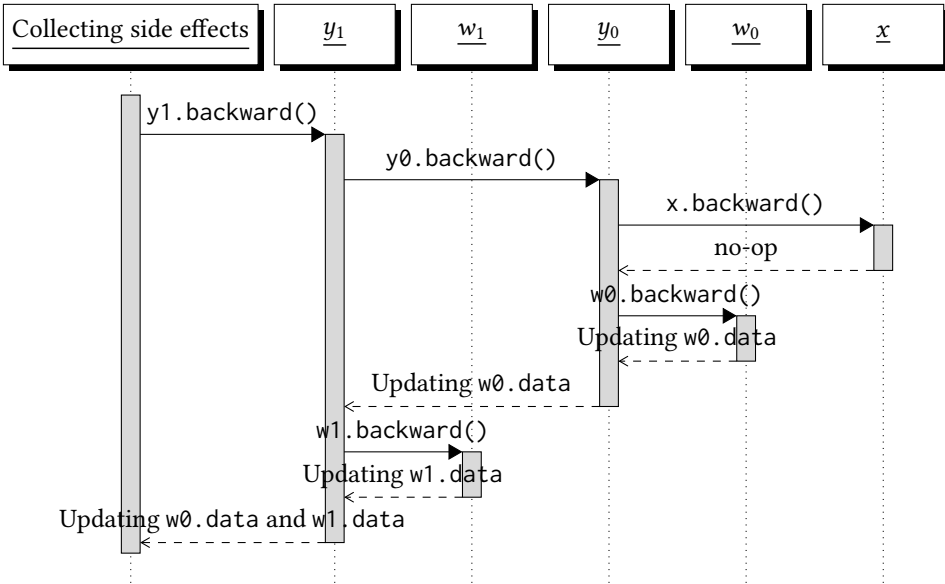 Collecting side effects
y₁
w₁
y₀
w₀
x
y1.backward()
y0.backward()
x.backward()
no-op
w0.backward()
Updating w0.data
Updating w0.data
w1.backward()
Updating w1.data
Updating w0.data and w1.data